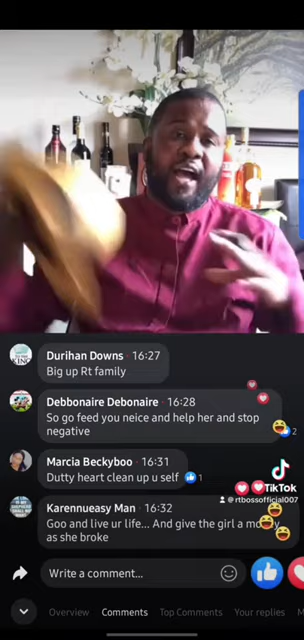 Durihan Downs · 16:27
Big up Rt family
Debbonaire Debonaire · 16:28
So go feed you neice and help her and stop
negative
2
Marcia Beckyboo · 16:31
Dutty heart clean up u self
1
TikTok
@rtbossofficial007
Karennueasy Man · 16:32
Goo and live ur life... And give the girl a
as she broke
Write a comment...
Overview
Comments
Top Comments
Your replies